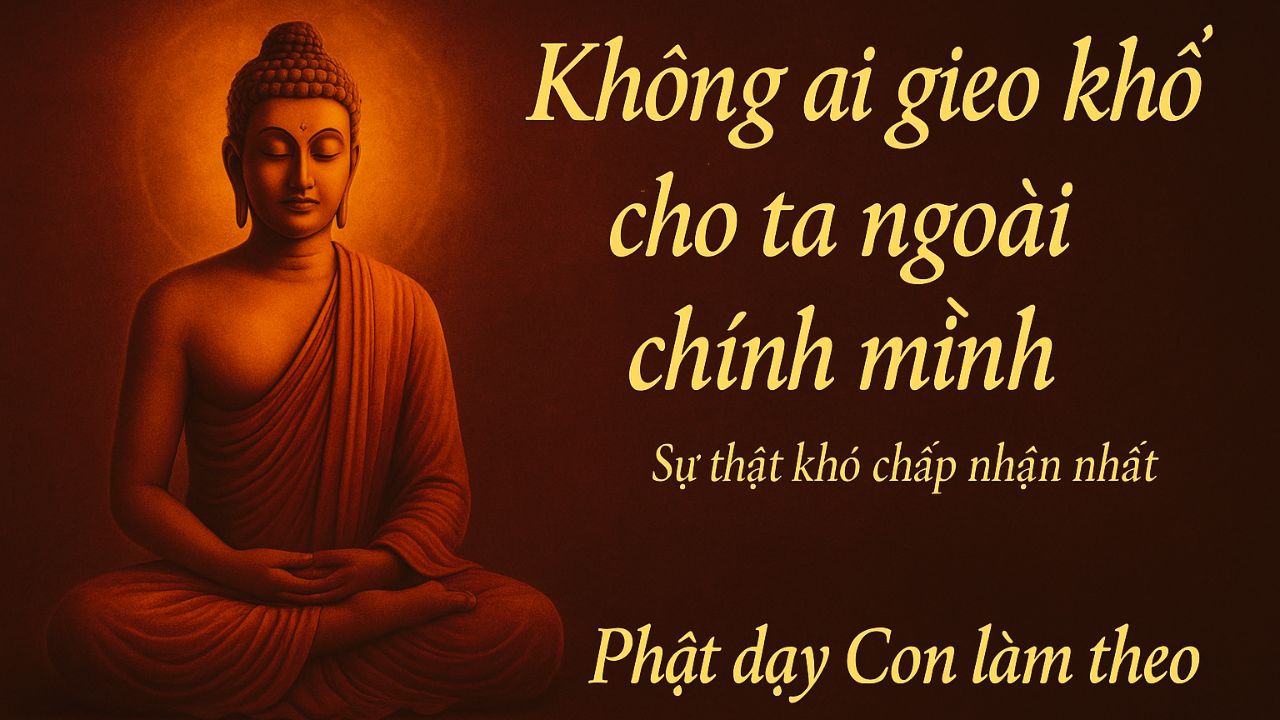 Không ai gieo khổ
cho ta ngoài
chính mình
Sự thật khó chấp nhận nhất
Phật dạy Con làm theo